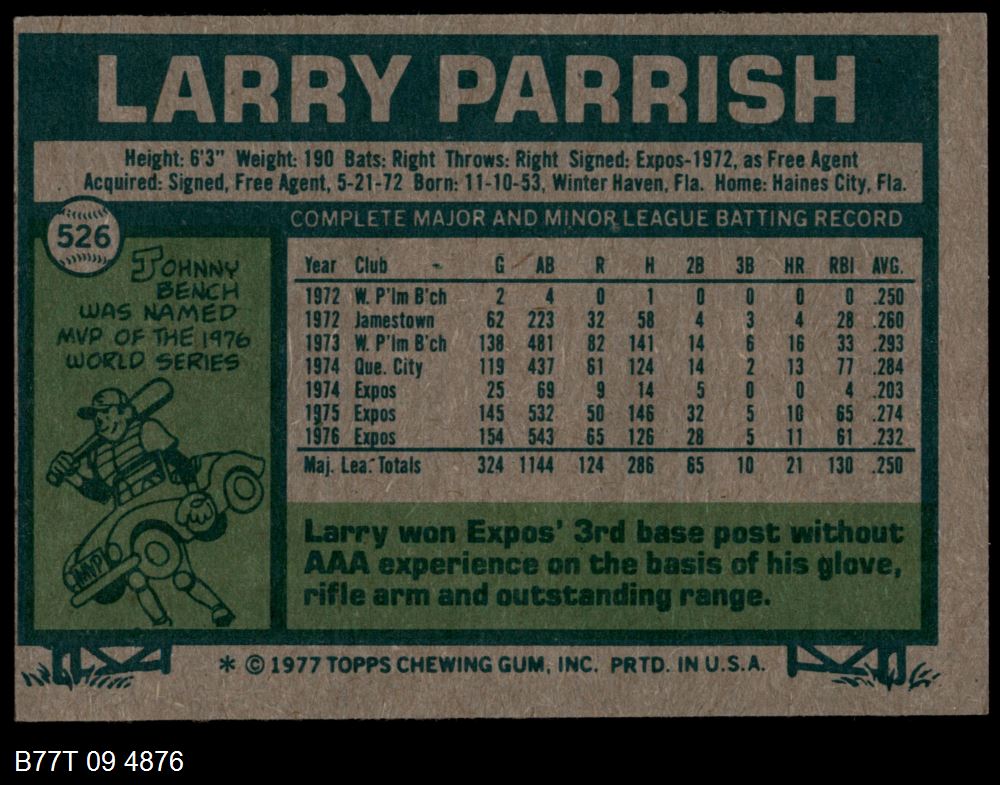 LARRY PARRISH
Height: 6'3" Weight: 190 Bats: Right Throws: Right Signed: Expos-1972, as Free Agent
Acquired: Signed, Free Agent, 5-21-72 Born: 11-10-53, Winter Haven, Fla. Home: Haines City, Fla.
526
JOHNNY
BENCH
WAS NAMED
MVP OF THE 1976
WORLD SERIES
MVP
COMPLETE MAJOR AND MINOR LEAGUE BATTING RECORD
Year Club G AB R H 2B 3B HR RBI AVG.
1972 W. P'lm B'ch 2 4 0 1 0 0 0 0 .250
1972 Jamestown 62 223 32 58 4 3 4 28 .260
1973 W. P'lm B'ch 138 481 82 141 14 6 16 33 .293
1974 Que. City 119 437 61 124 14 2 13 77 .284
1974 Expos 25 69 9 14 5 0 0 4 .203
1975 Expos 145 532 50 146 32 5 10 65 .274
1976 Expos 154 543 65 126 28 5 11 61 .232
Maj. Lea. Totals 324 1144 124 286 65 10 21 130 .250
Larry won Expos' 3rd base post without
AAA experience on the basis of his glove,
rifle arm and outstanding range.
* © 1977 TOPPS CHEWING GUM, INC. PRTD. IN U.S.A.
B77T 09 4876